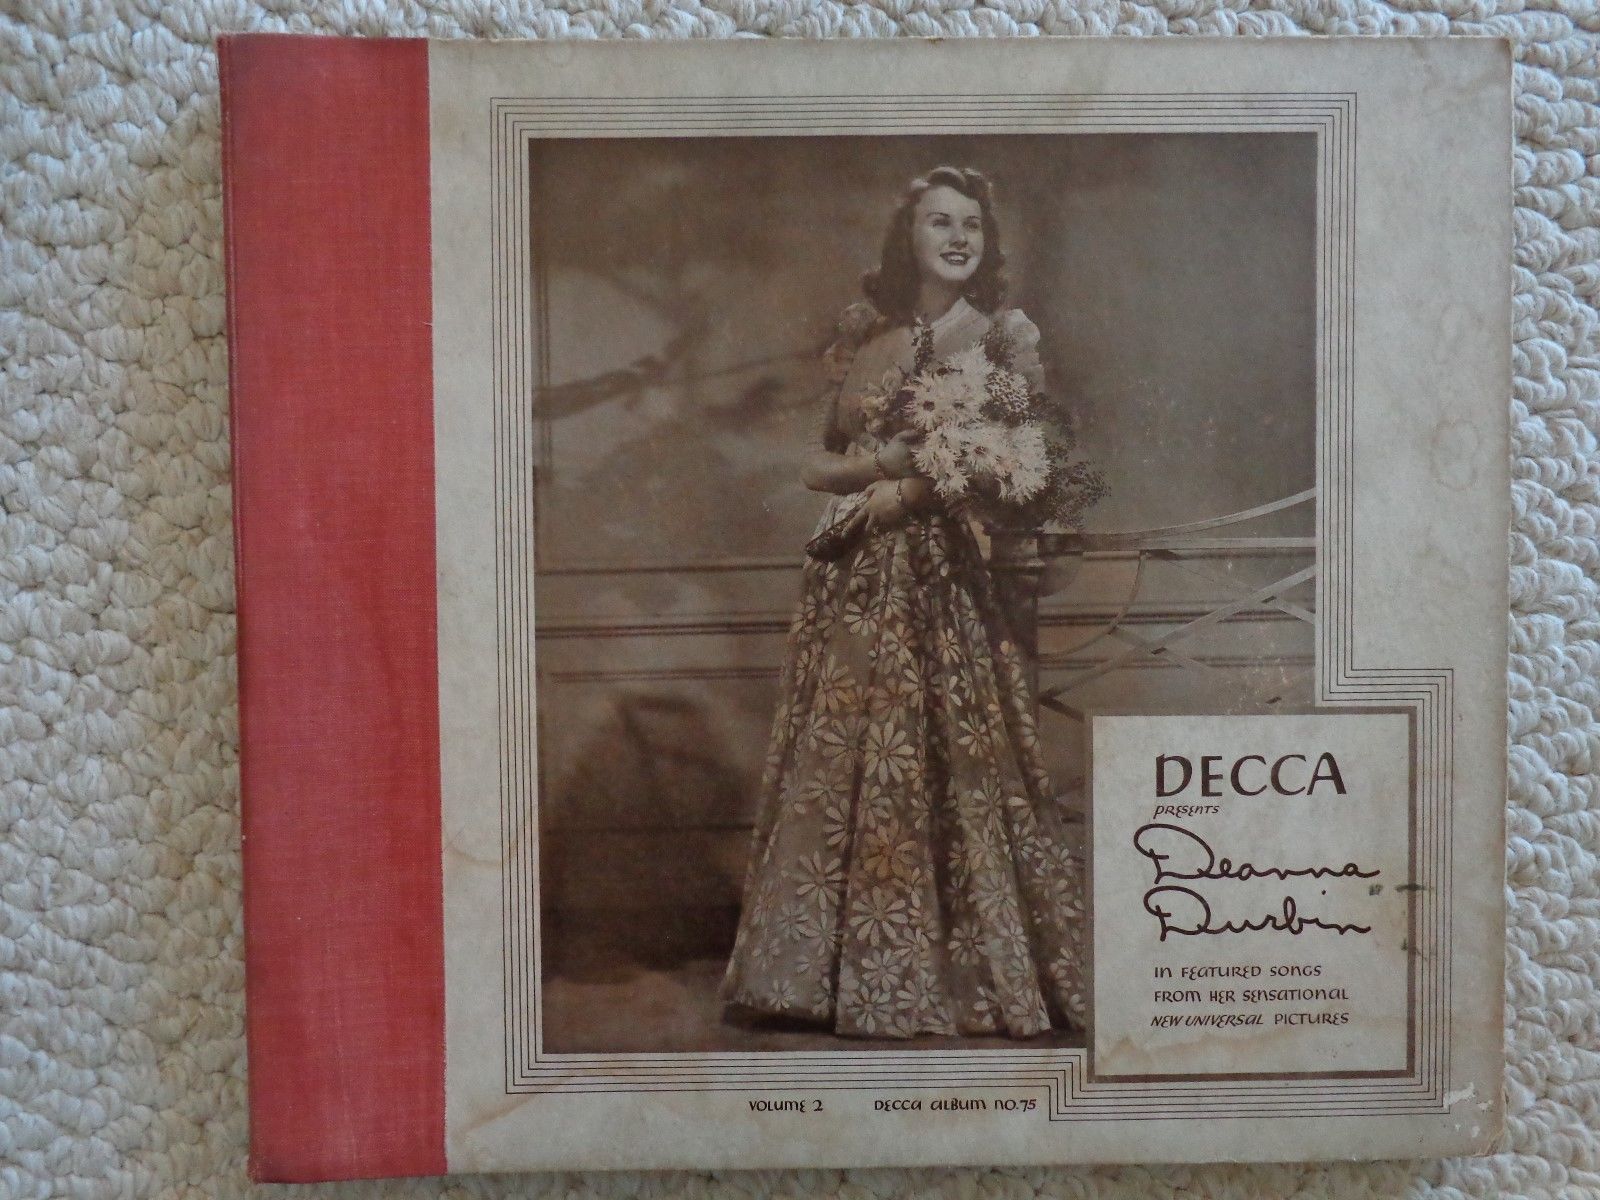 DECCA
PRESENTS
Deanna
Durbin
IN FEATURED SONGS
FROM HER SENSATIONAL
NEW UNIVERSAL PICTURES
VOLUME 2 DECCA ALBUM NO. 75